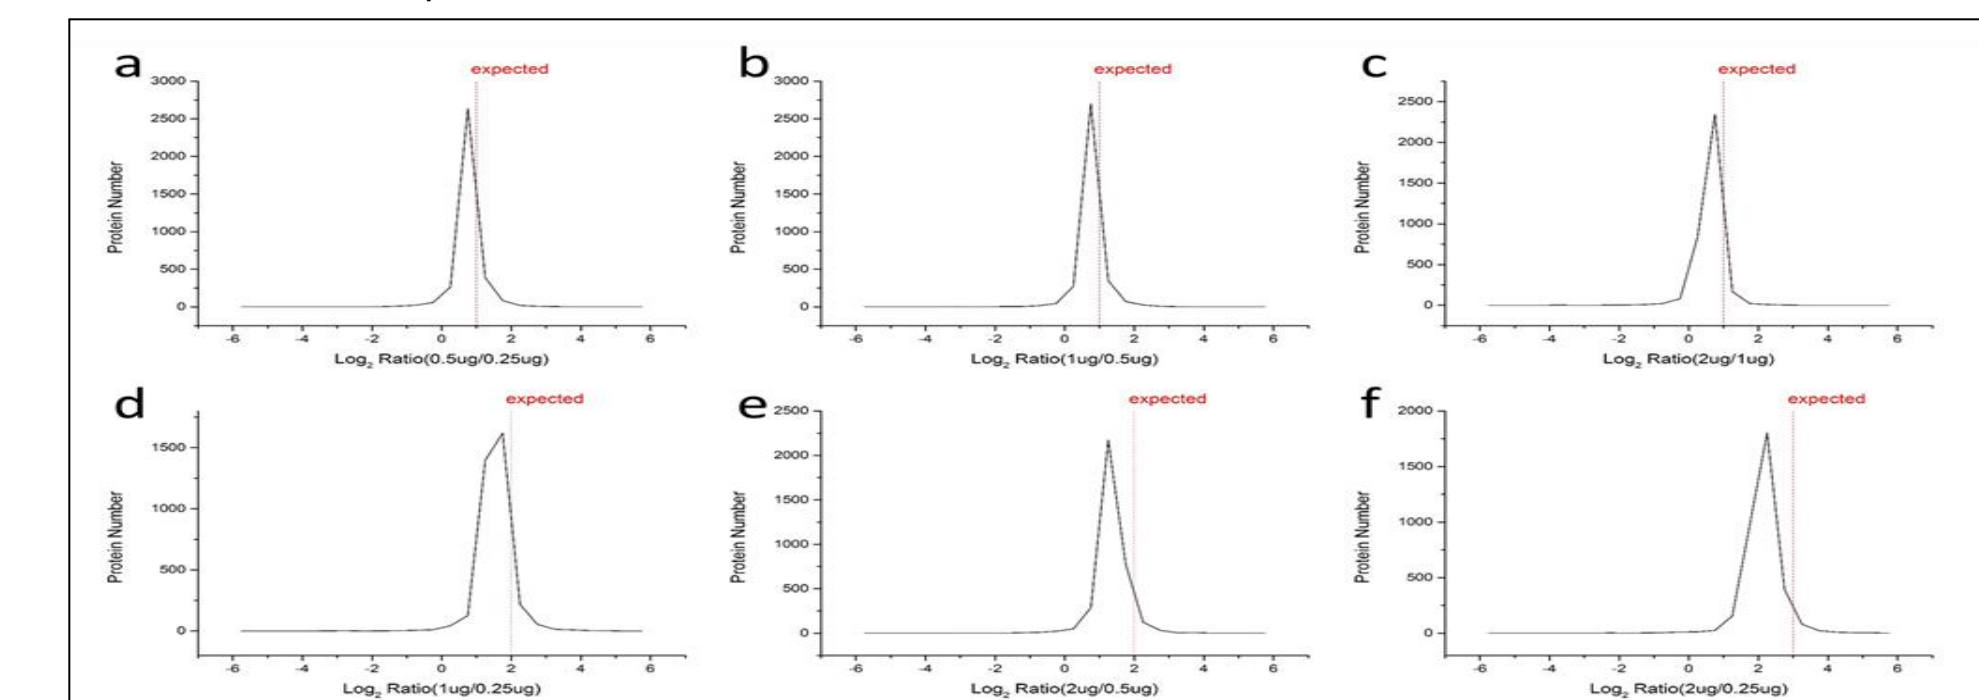 a
expected
3000
2500
2000
1500
1000
500
0
Protein Number
-6 -4 -2 0 2 4 6
Log2 Ratio(0.5ug/0.25ug)
b
expected
3000
2500
2000
1500
1000
500
0
Protein Number
-6 -4 -2 0 2 4 6
Log2 Ratio(1ug/0.5ug)
c
expected
2500
2000
1500
1000
500
0
Protein Number
-6 -4 -2 0 2 4 6
Log2 Ratio(2ug/1ug)
d
expected
1500
1000
500
0
Protein Number
-6 -4 -2 0 2 4 6
Log2 Ratio(1ug/0.25ug)
e
expected
2500
2000
1500
1000
500
0
Protein Number
-6 -4 -2 0 2 4 6
Log2 Ratio(2ug/0.5ug)
f
expected
2000
1500
1000
500
0
Protein Number
-6 -4 -2 0 2 4 6
Log2 Ratio(2ug/0.25ug)